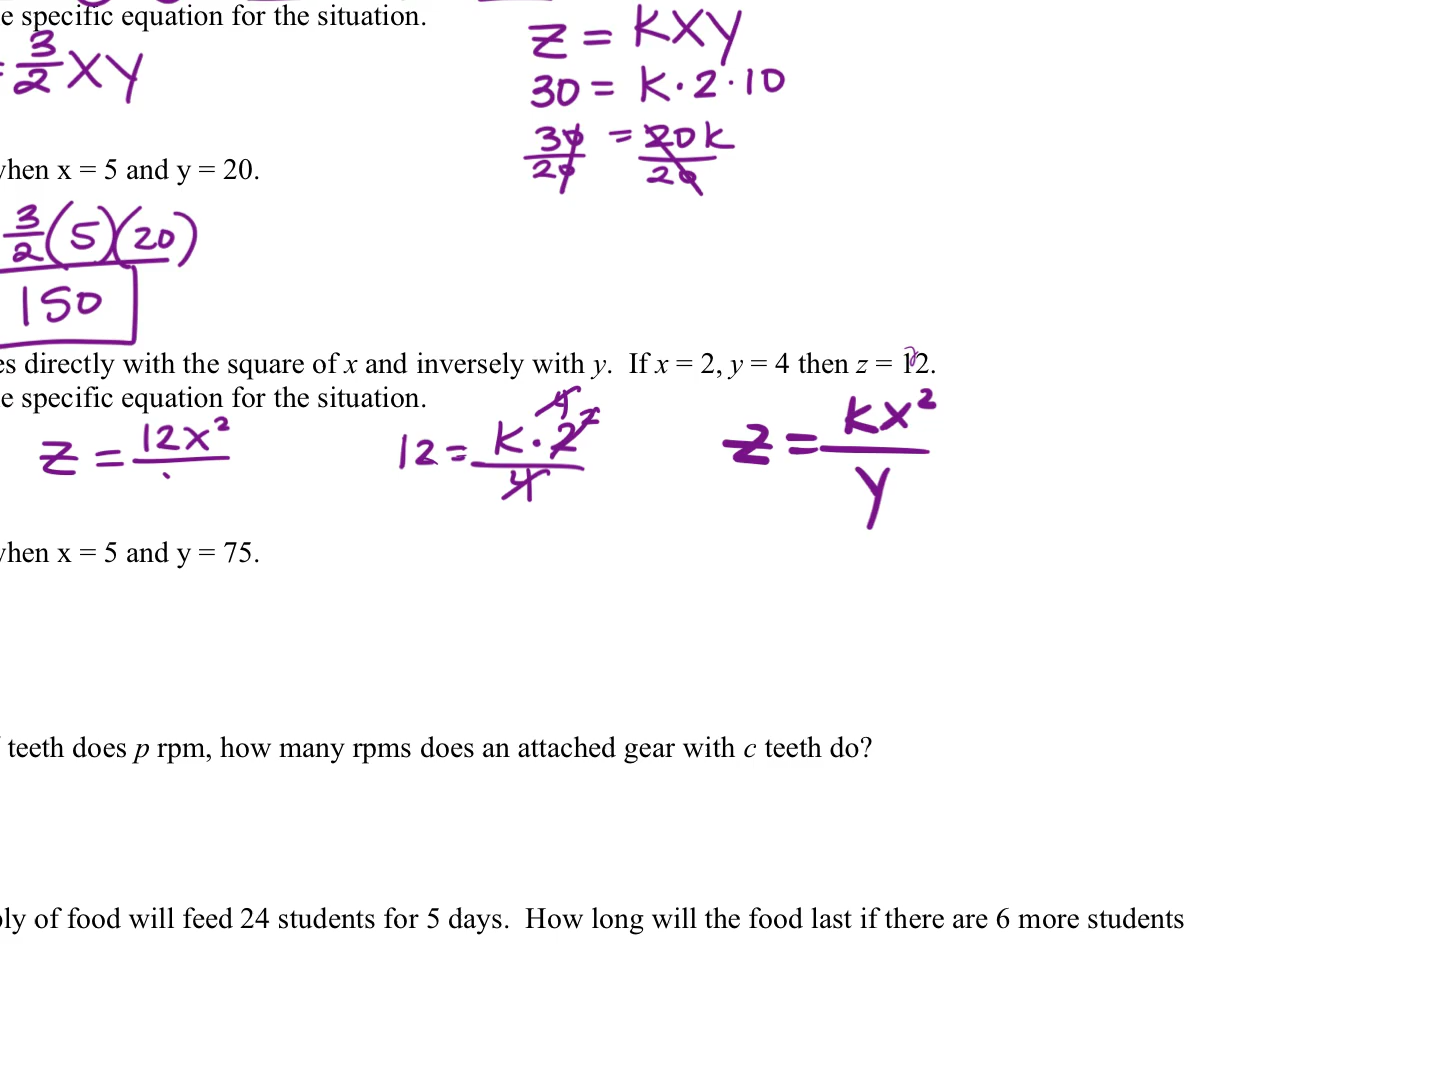 specific equation for the situation.
z = kxy
= 3/2 xy
30 = k · 2 · 10
30/20 = 20k/20
when x = 5 and y = 20.
3/2 (5)(20)
150
directly with the square of x and inversely with y. If x = 2, y = 4 then z = 12.
specific equation for the situation.
z = 12x²/
12 = k · 2²/4
4
z = kx²/y
when x = 5 and y = 75.
teeth does p rpm, how many rpms does an attached gear with c teeth do?
of food will feed 24 students for 5 days. How long will the food last if there are 6 more students